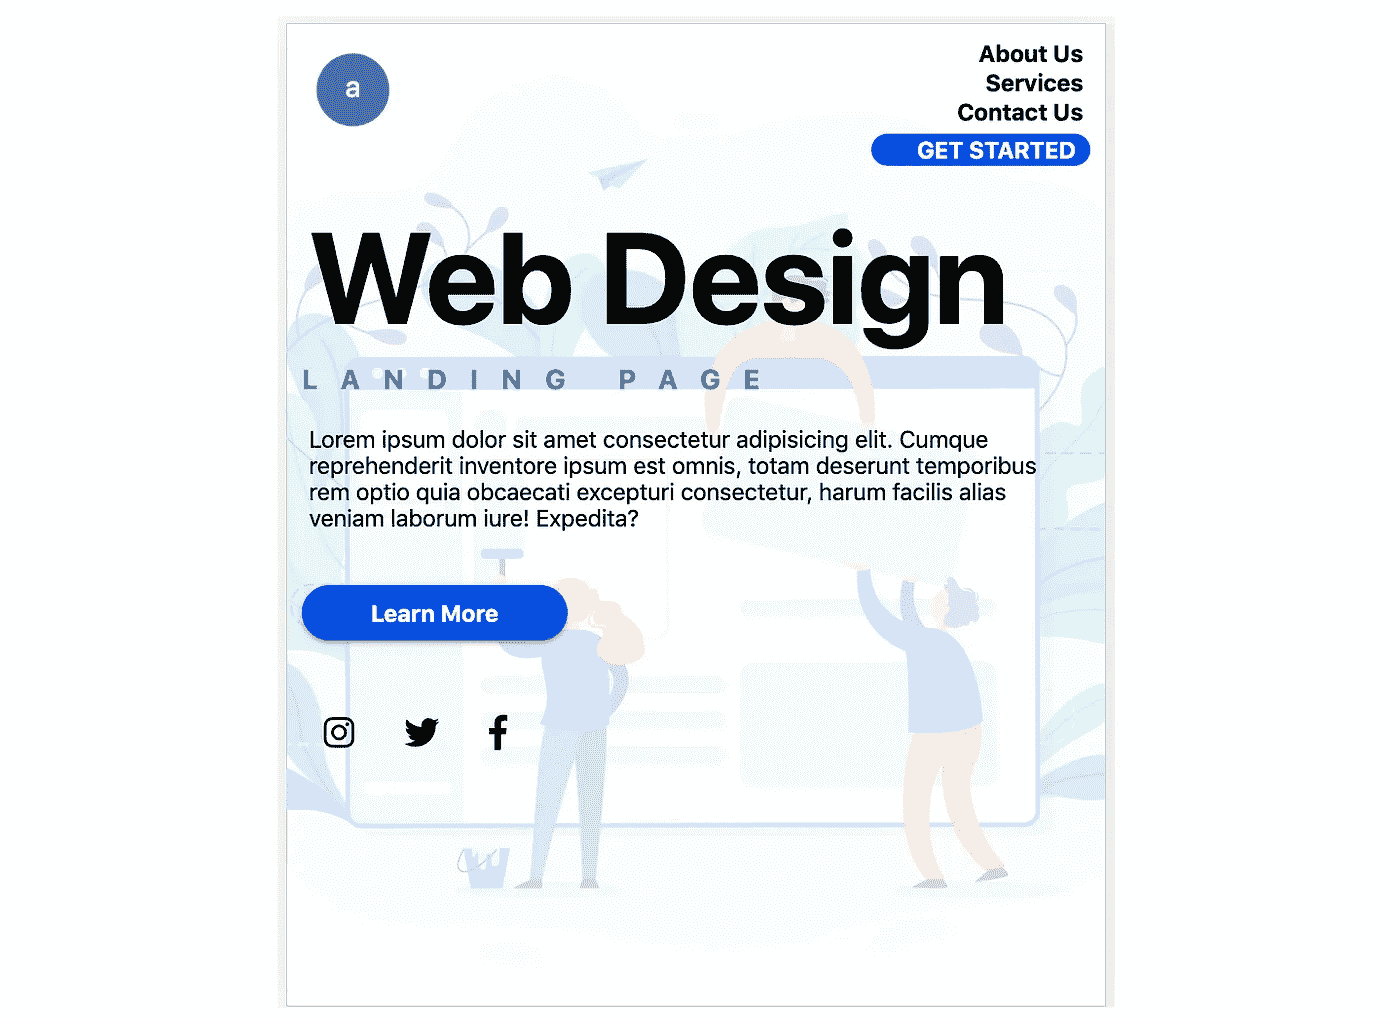 a
About Us
Services
Contact Us
GET STARTED
Web Design
LANDING PAGE
Lorem ipsum dolor sit amet consectetur adipisicing elit. Cumque
reprehenderit inventore ipsum est omnis, totam deserunt temporibus
rem optio quia obcaecati excepturi consectetur, harum facilis alias
veniam laborum iure! Expedita?
Learn More